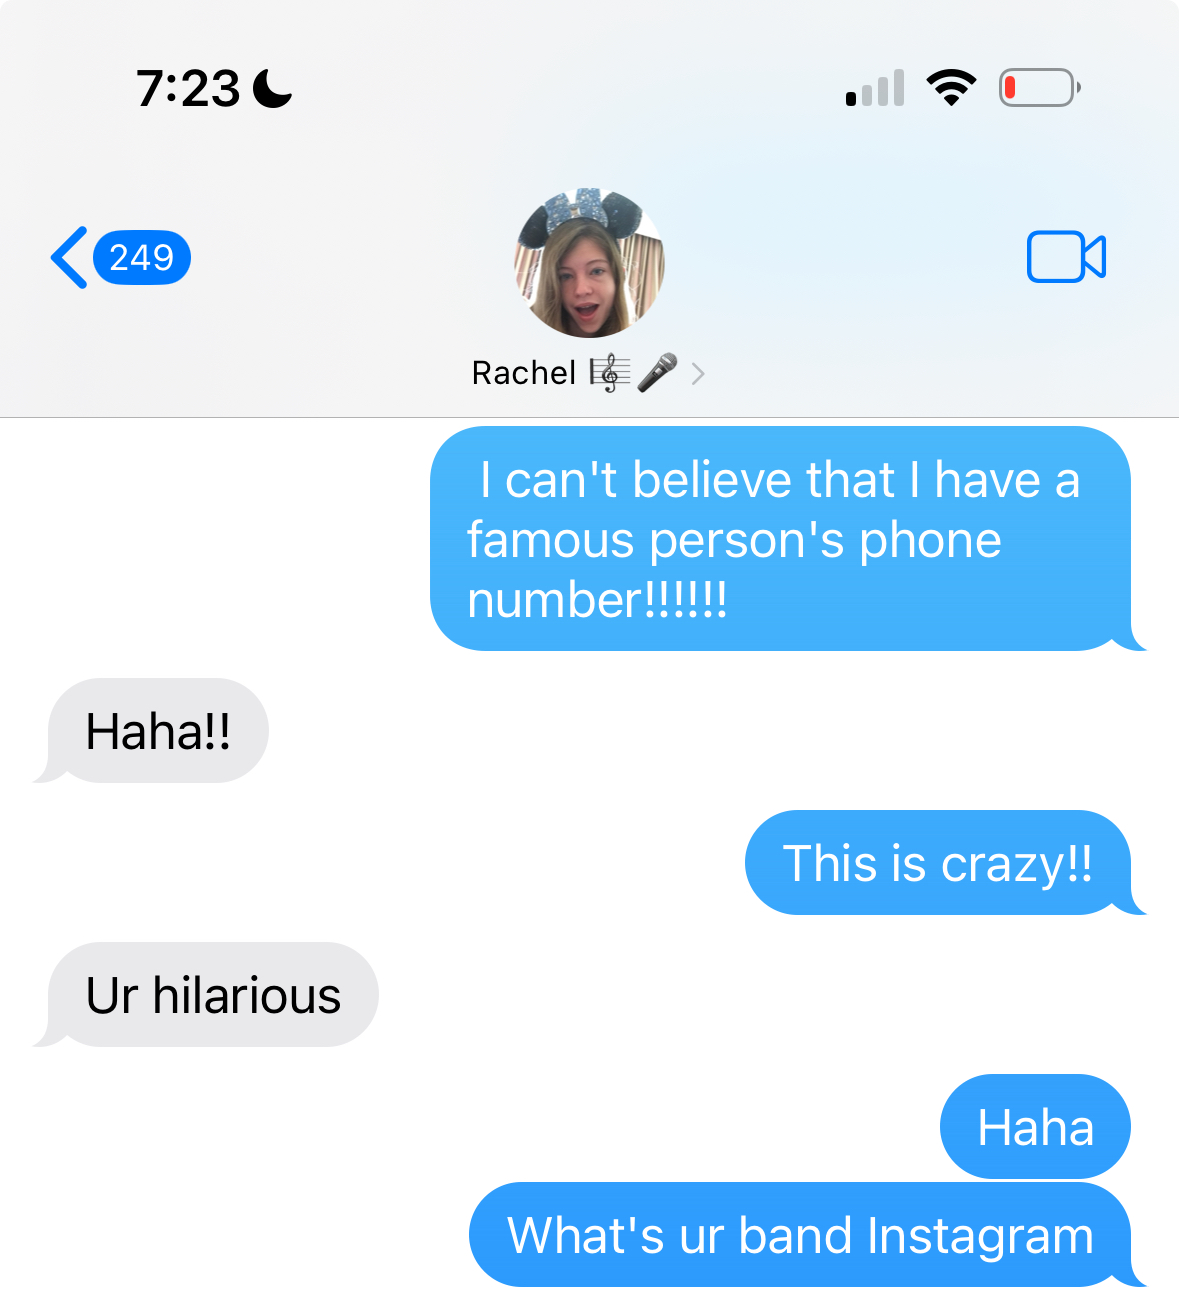 7:23
249
Rachel 🎼🎤
I can't believe that I have a
famous person's phone
number!!!!!!
Haha!!
This is crazy!!
Ur hilarious
Haha
What's ur band Instagram